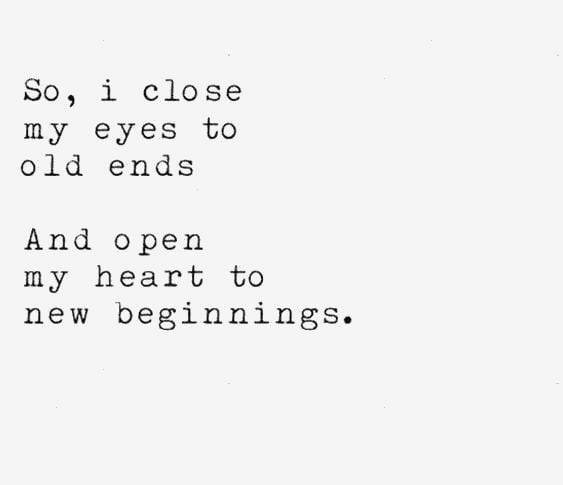 So, i close
my eyes to
old ends
And open
my heart to
new beginnings.